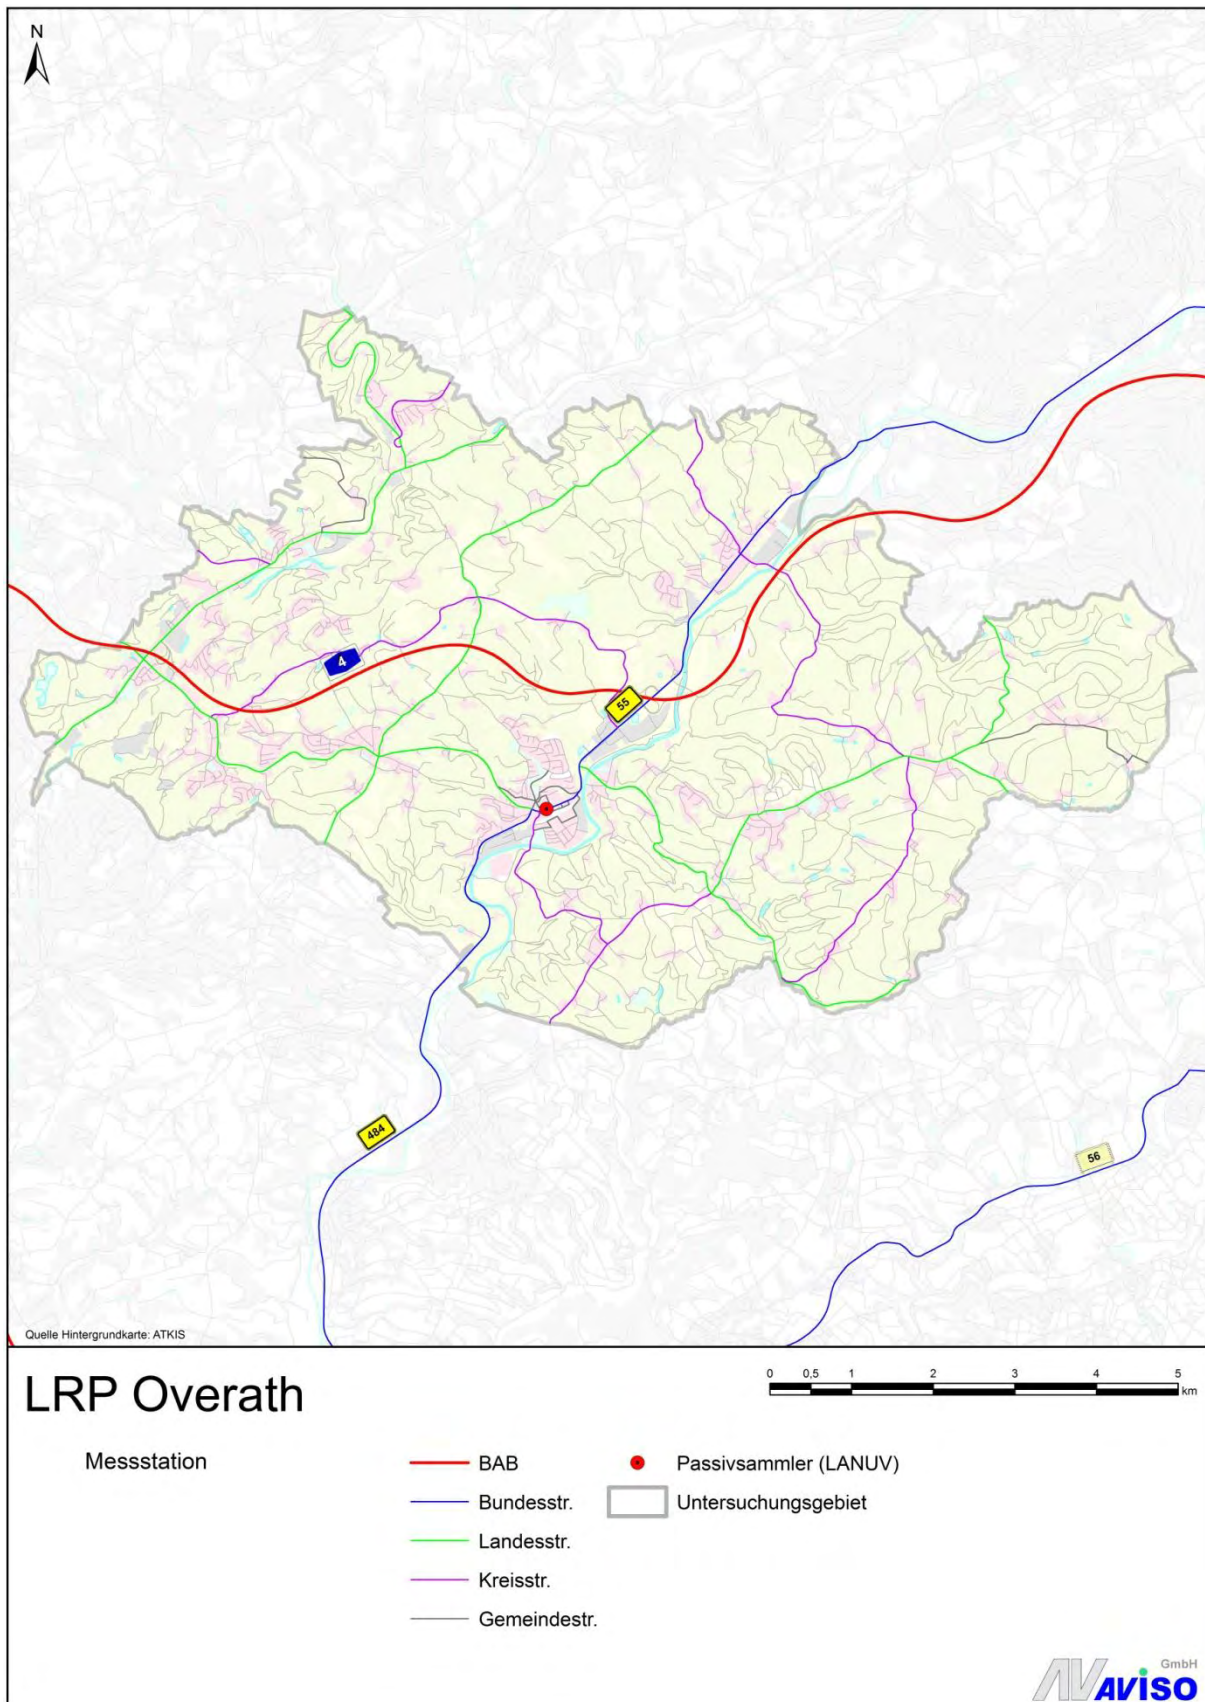 N
4
55
484
56
Quelle Hintergrundkarte: ATKIS
LRP Overath
0 0,5 1 2 3 4 5
km
Messstation
BAB
Passivsammler (LANUV)
Bundesstr.
Untersuchungsgebiet
Landesstr.
Kreisstr.
Gemeindestr.
GmbH
AVISO